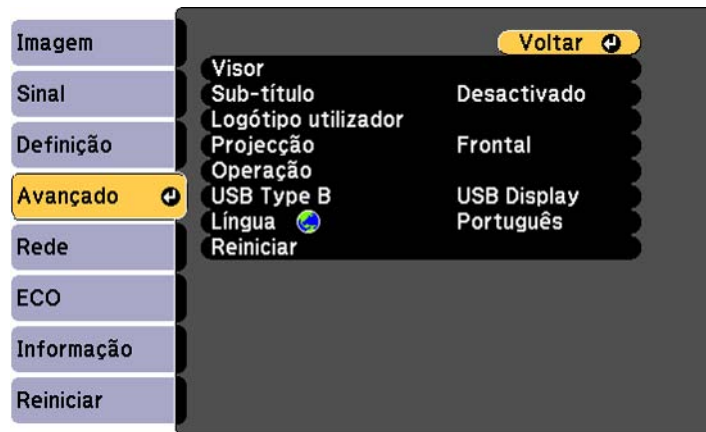 Imagem
Sinal
Definição
Avançado
Rede
ECO
Informação
Reiniciar
Voltar
Visor
Sub-título Desactivado
Logótipo utilizador
Projecção Frontal
Operação
USB Type B USB Display
Língua Português
Reiniciar